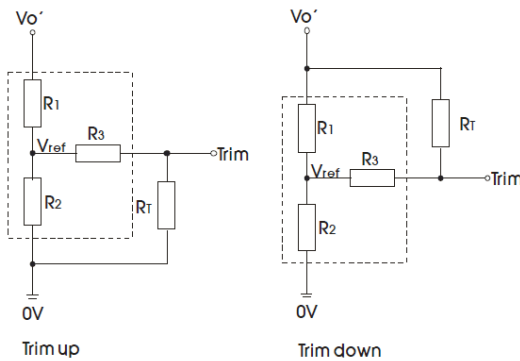 Vo´
R1
Vref
R3
Trim
R2
RT
0V
Trim up
Vo´
R1
RT
Vref
R3
Trim
R2
0V
Trim down